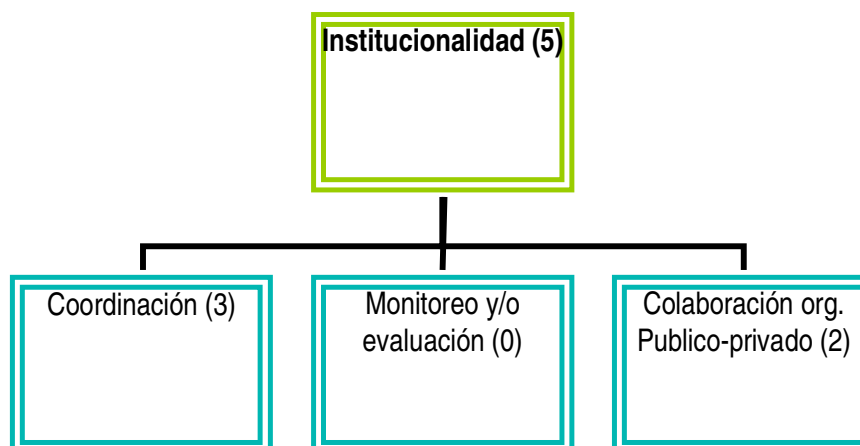 Institucionalidad (5)
Coordinación (3)
Monitoreo y/o
evaluación (0)
Colaboración org.
Publico-privado (2)